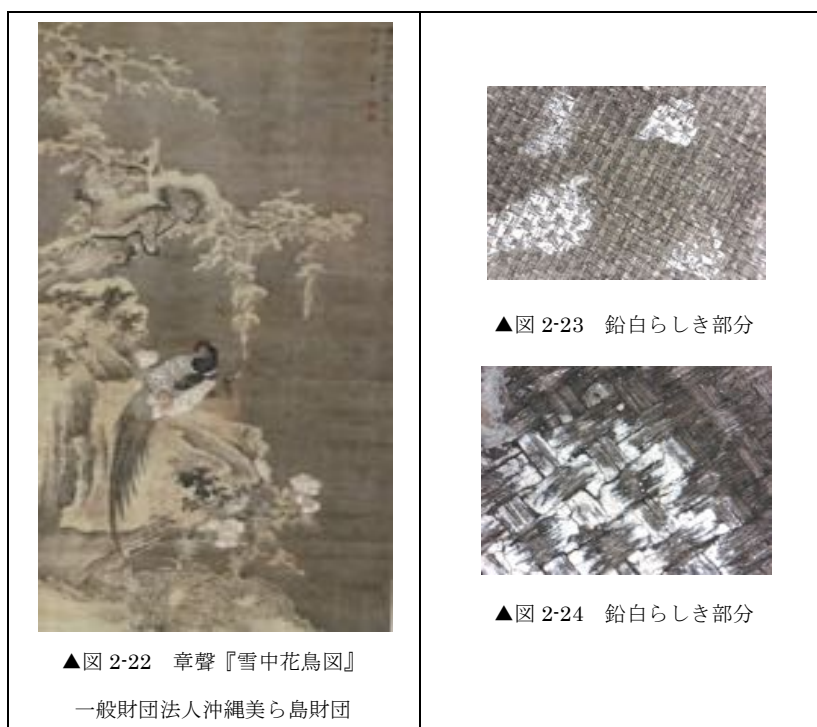 ▲図 2-22　章聲『雪中花鳥図』
一般財団法人沖縄美ら島財団
▲図 2-23　鉛白らしき部分
▲図 2-24　鉛白らしき部分